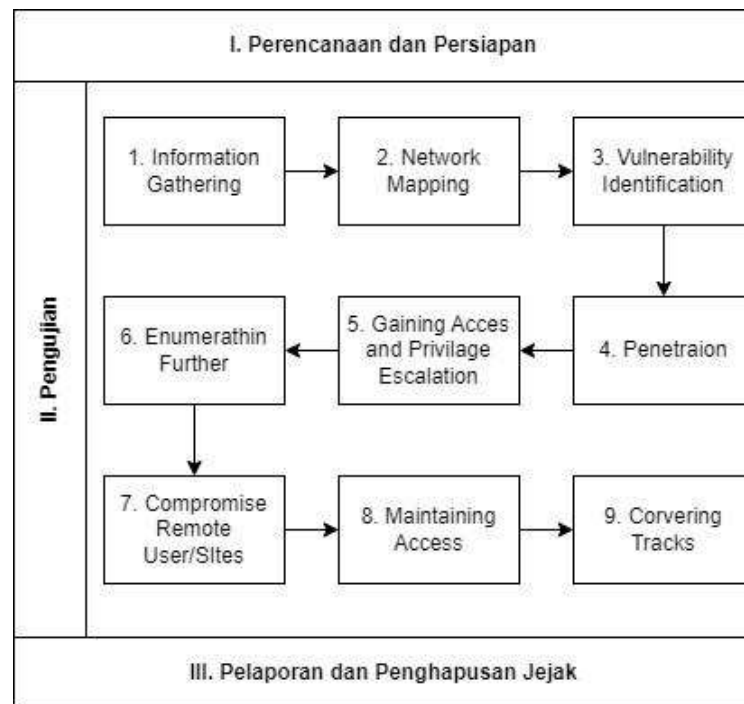 I. Perencanaan dan Persiapan
II. Pengujian
1. Information
Gathering
2. Network
Mapping
3. Vulnerability
Identification
4. Penetraion
5. Gaining Acces
and Privilage
Escalation
6. Enumerathin
Further
7. Compromise
Remote
User/SItes
8. Maintaining
Access
9. Corvering
Tracks
III. Pelaporan dan Penghapusan Jejak